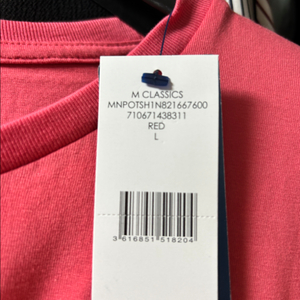 M CLASSICS
MNPOTSH1N821667600
710671438311
RED
L
3 616851 518204